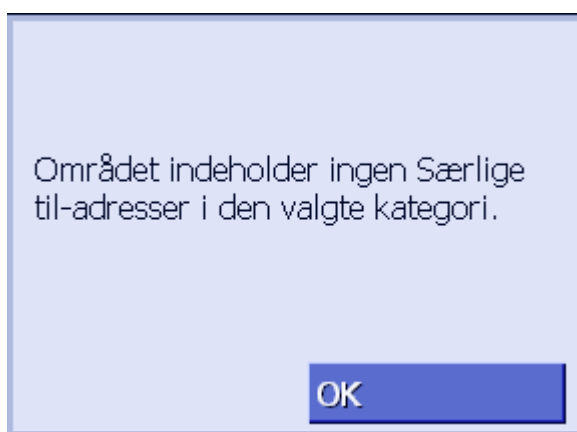 Området indeholder ingen Særlige
til-adresser i den valgte kategori.
OK